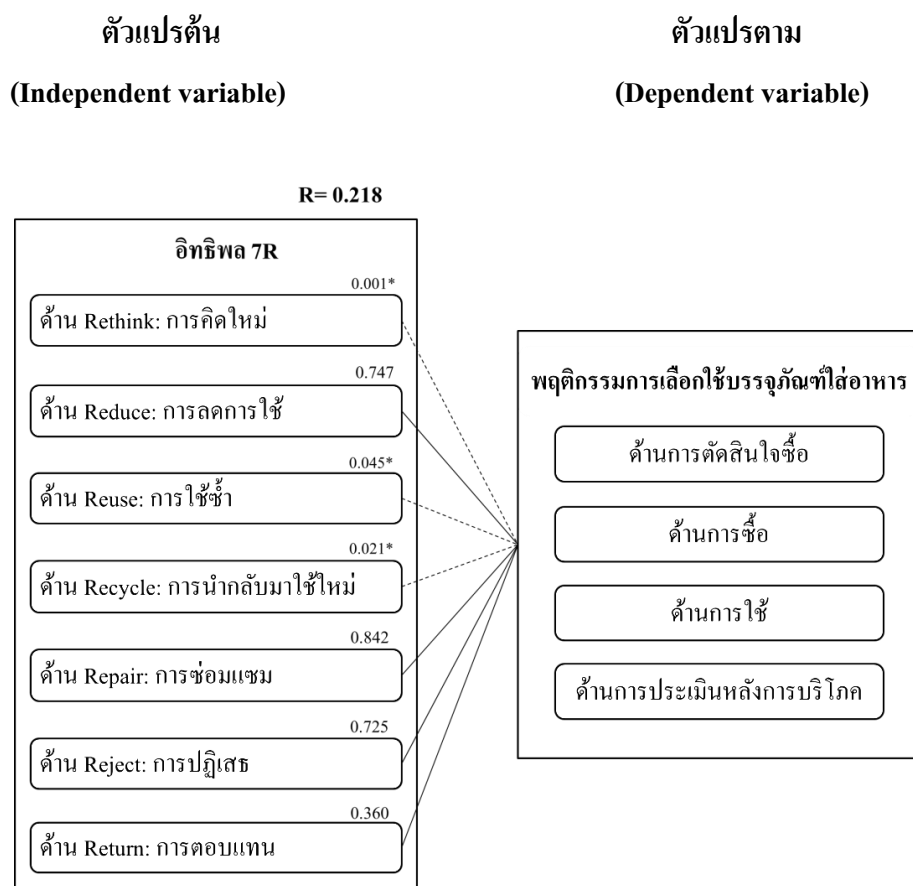 ตัวแปรต้น
(Independent variable)
ตัวแปรตาม
(Dependent variable)
R= 0.218
อิทธิพล 7R
0.001*
ด้าน Rethink: การคิดใหม่
0.747
ด้าน Reduce: การลดการใช้
0.045*
ด้าน Reuse: การใช้ซ้ำ
0.021*
ด้าน Recycle: การนำกลับมาใช้ใหม่
0.842
ด้าน Repair: การซ่อมแซม
0.725
ด้าน Reject: การปฏิเสธ
0.360
ด้าน Return: การตอบแทน
พฤติกรรมการเลือกใช้บรรจุภัณฑ์ใส่อาหาร
ด้านการตัดสินใจซื้อ
ด้านการซื้อ
ด้านการใช้
ด้านการประเมินหลังการบริโภค